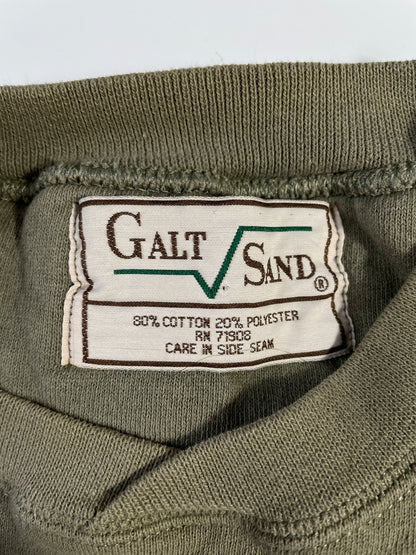 GALT
SAND®
80% COTTON 20% POLYESTER
RN 71908
CARE IN SIDE SEAM